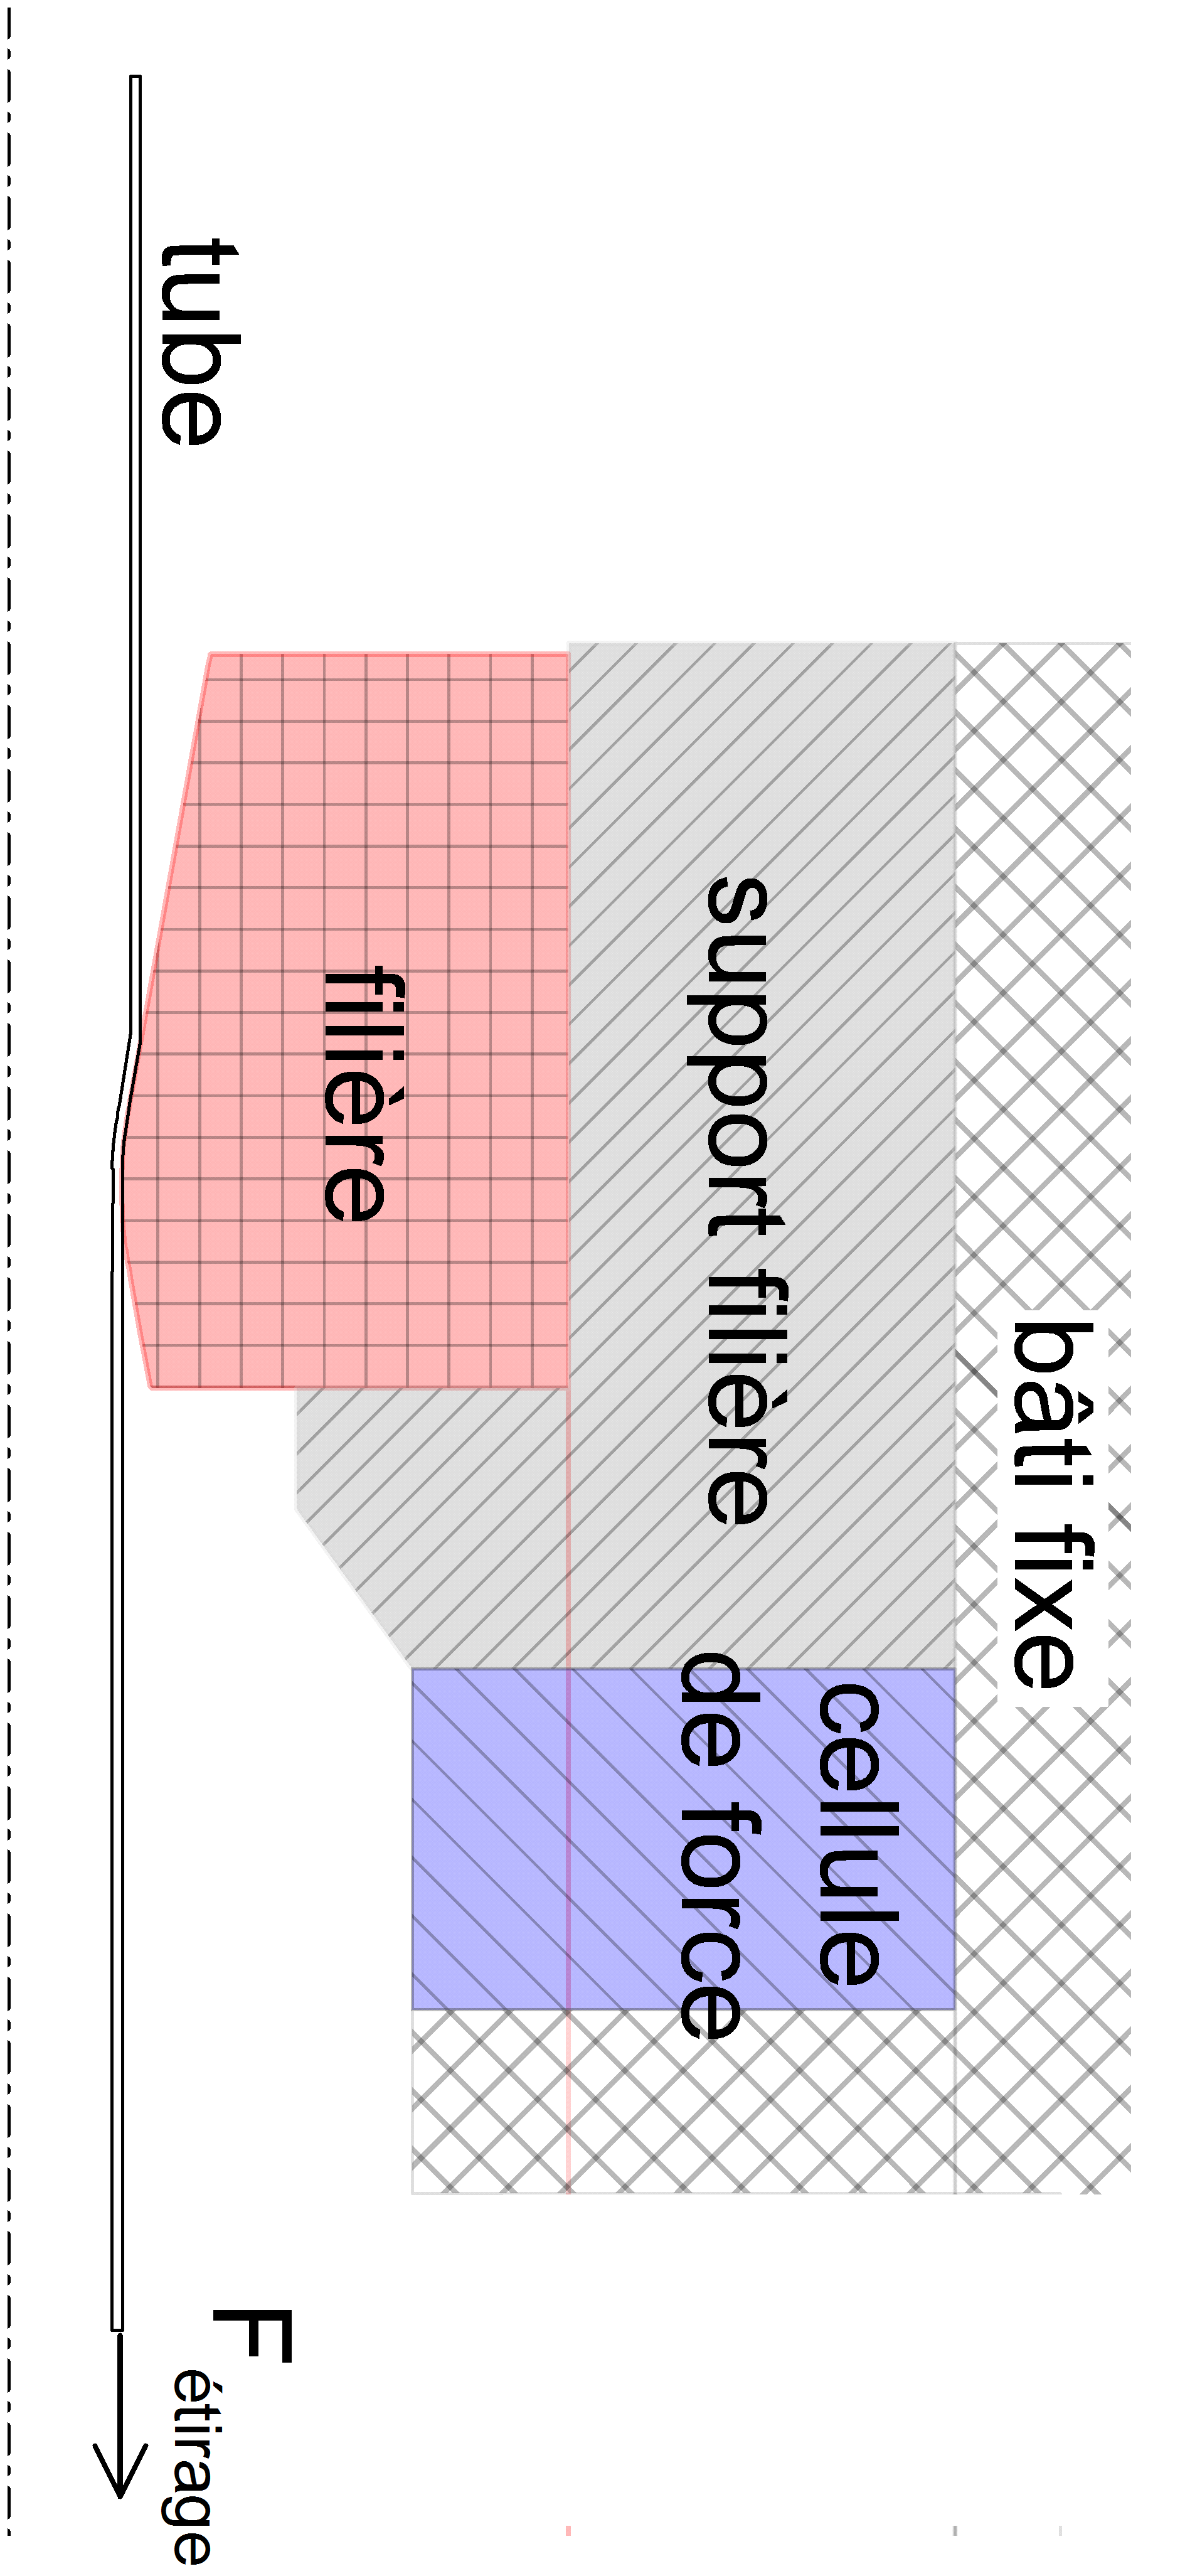 bâti fixe
cellule
de force
support filière
filière
tube
F étirage